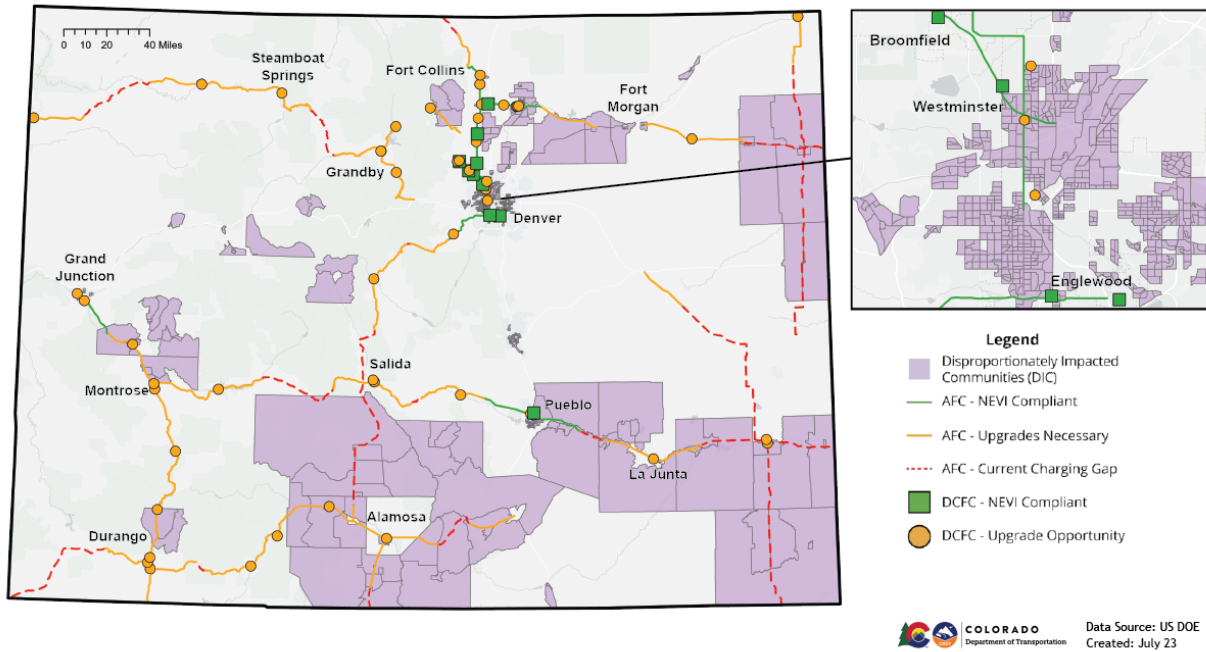 0 10 20 40 Miles
Steamboat
Springs
Fort Collins
Fort
Morgan
Grandby
Denver
Grand
Junction
Montrose
Salida
Pueblo
La Junta
Alamosa
Durango
Broomfield
Westminster
Englewood
Legend
Disproportionately Impacted
Communities (DIC)
AFC - NEVI Compliant
AFC - Upgrades Necessary
AFC - Current Charging Gap
DCFC - NEVI Compliant
DCFC - Upgrade Opportunity
COLORADO
Department of Transportation
Data Source: US DOE
Created: July 23